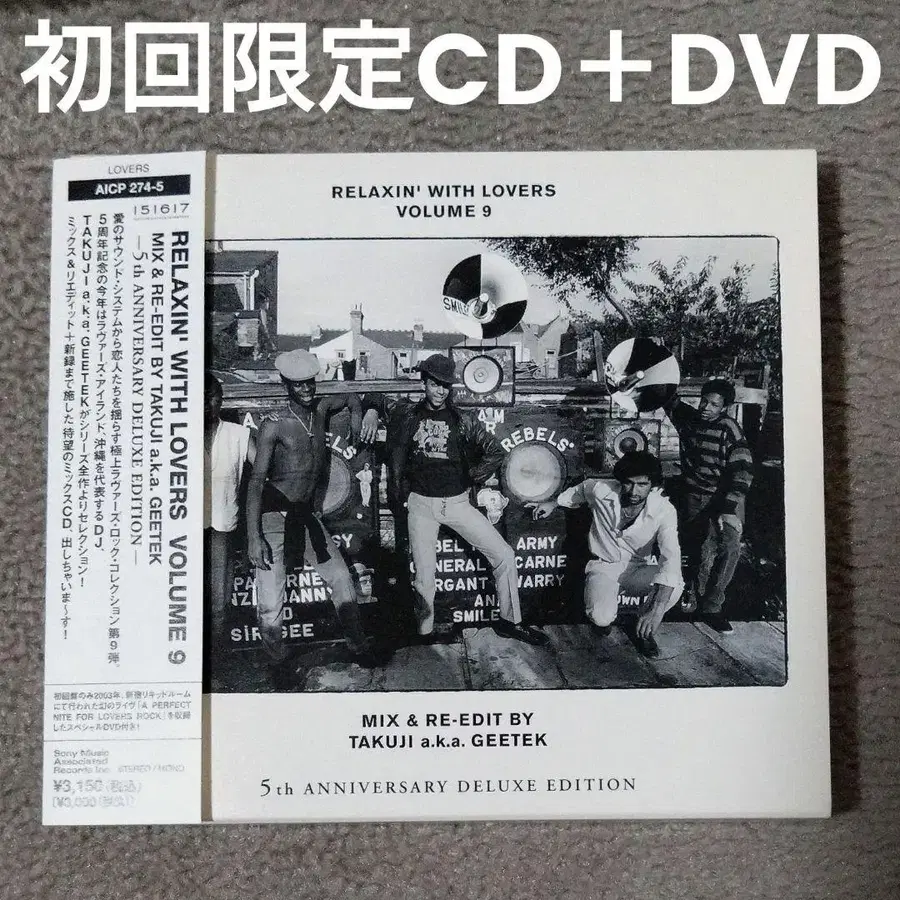 初回限定CD＋DVD
LOVERS
AICP 274-5
151617
RELAXIN' WITH LOVERS VOLUME 9
MIX & RE-EDIT BY TAKUJI a.k.a. GEETEK
—5th ANNIVERSARY DELUXE EDITION—
愛のサウンド・システムから恋人たちを揺らす極上ラヴァーズ・ロック・コレクション第9弾。
5周年記念の今年はラヴァーズ・アイランド、沖縄を代表するDJ、
TAKUJI a.k.a. GEETEKがシリーズ全作よりセレクション！
ミックス&リエディット＋新録まで施した待望のミックスCD、出しちゃいま〜す！
初回盤のみ2003年、新宿リキッドルーム
にて行われた幻のライヴ「A PERFECT
NITE FOR LOVERS ROCK」を収録
したスペシャルDVD付き！
Sony Music
Associated
Records Inc. STEREO / MONO
¥3,150(税込)
RELAXIN' WITH LOVERS
VOLUME 9
SMILE
REBELS'
ARMY
GENERAL
CARNE
WARRY
SMILE
SIR GEE
MIX & RE-EDIT BY
TAKUJI a.k.a. GEETEK
5th ANNIVERSARY DELUXE EDITION